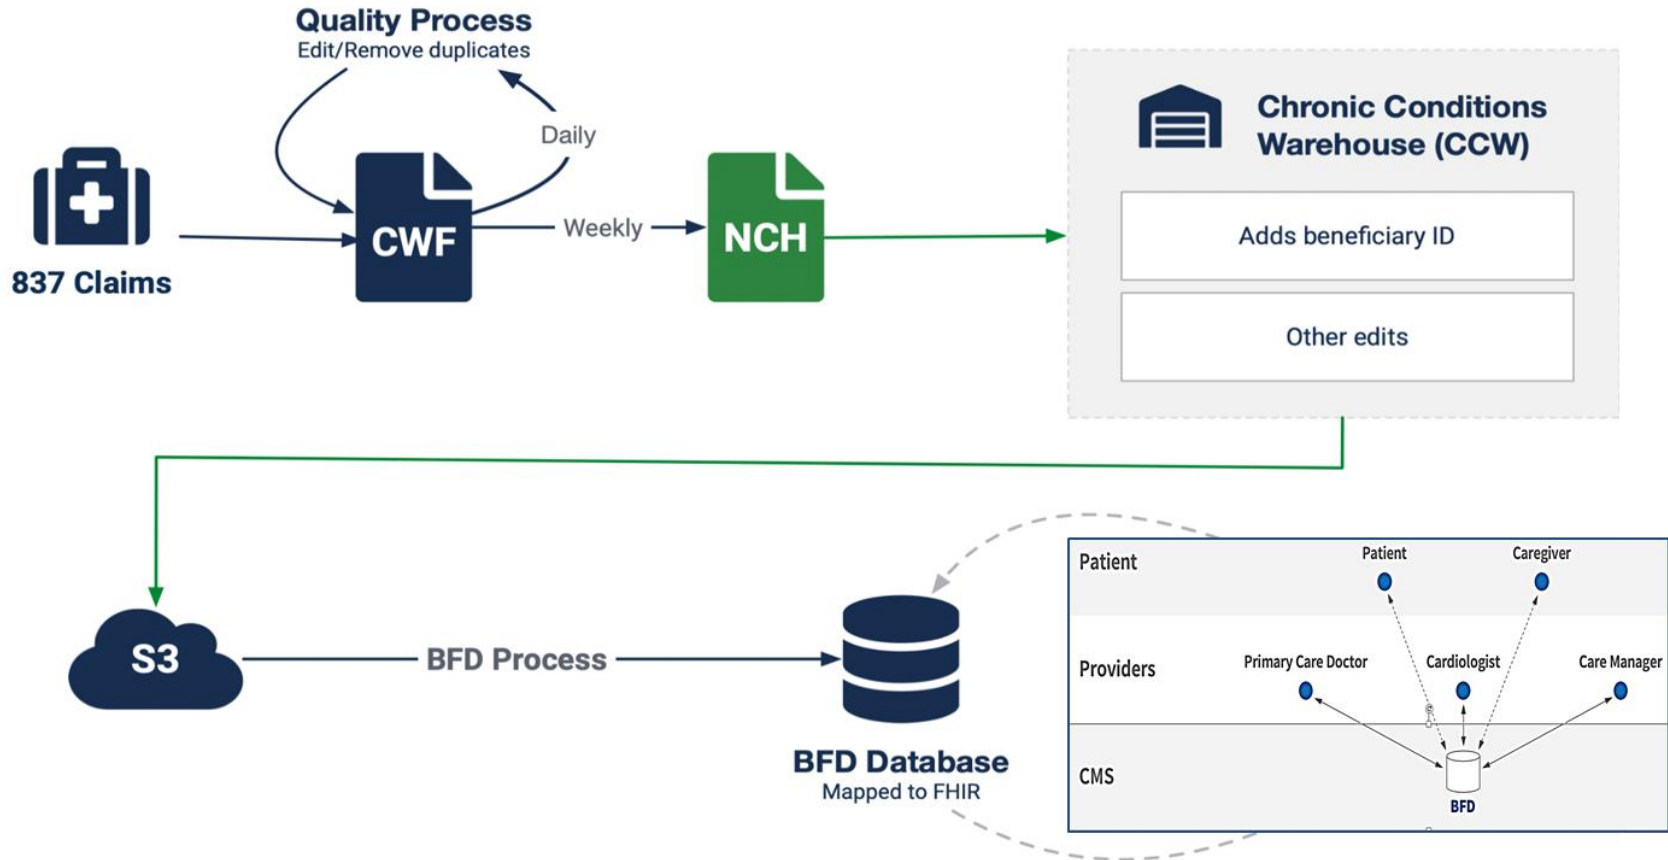 Quality Process
Edit/Remove duplicates
Daily
837 Claims
CWF
Weekly
NCH
Chronic Conditions
Warehouse (CCW)
Adds beneficiary ID
Other edits
S3
BFD Process
BFD Database
Mapped to FHIR
Patient
Patient
Caregiver
Providers
Primary Care Doctor
Cardiologist
Care Manager
CMS
BFD